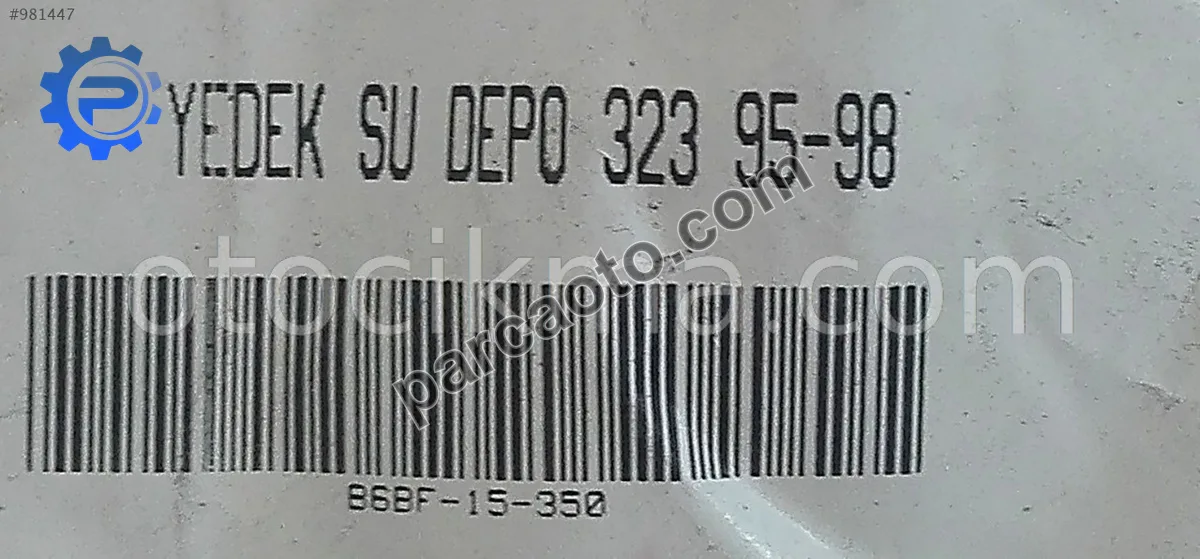 #981447
YEDEK SU DEPO 323 95-98
otocikma.com
parcaoto.com
B6BF-15-350